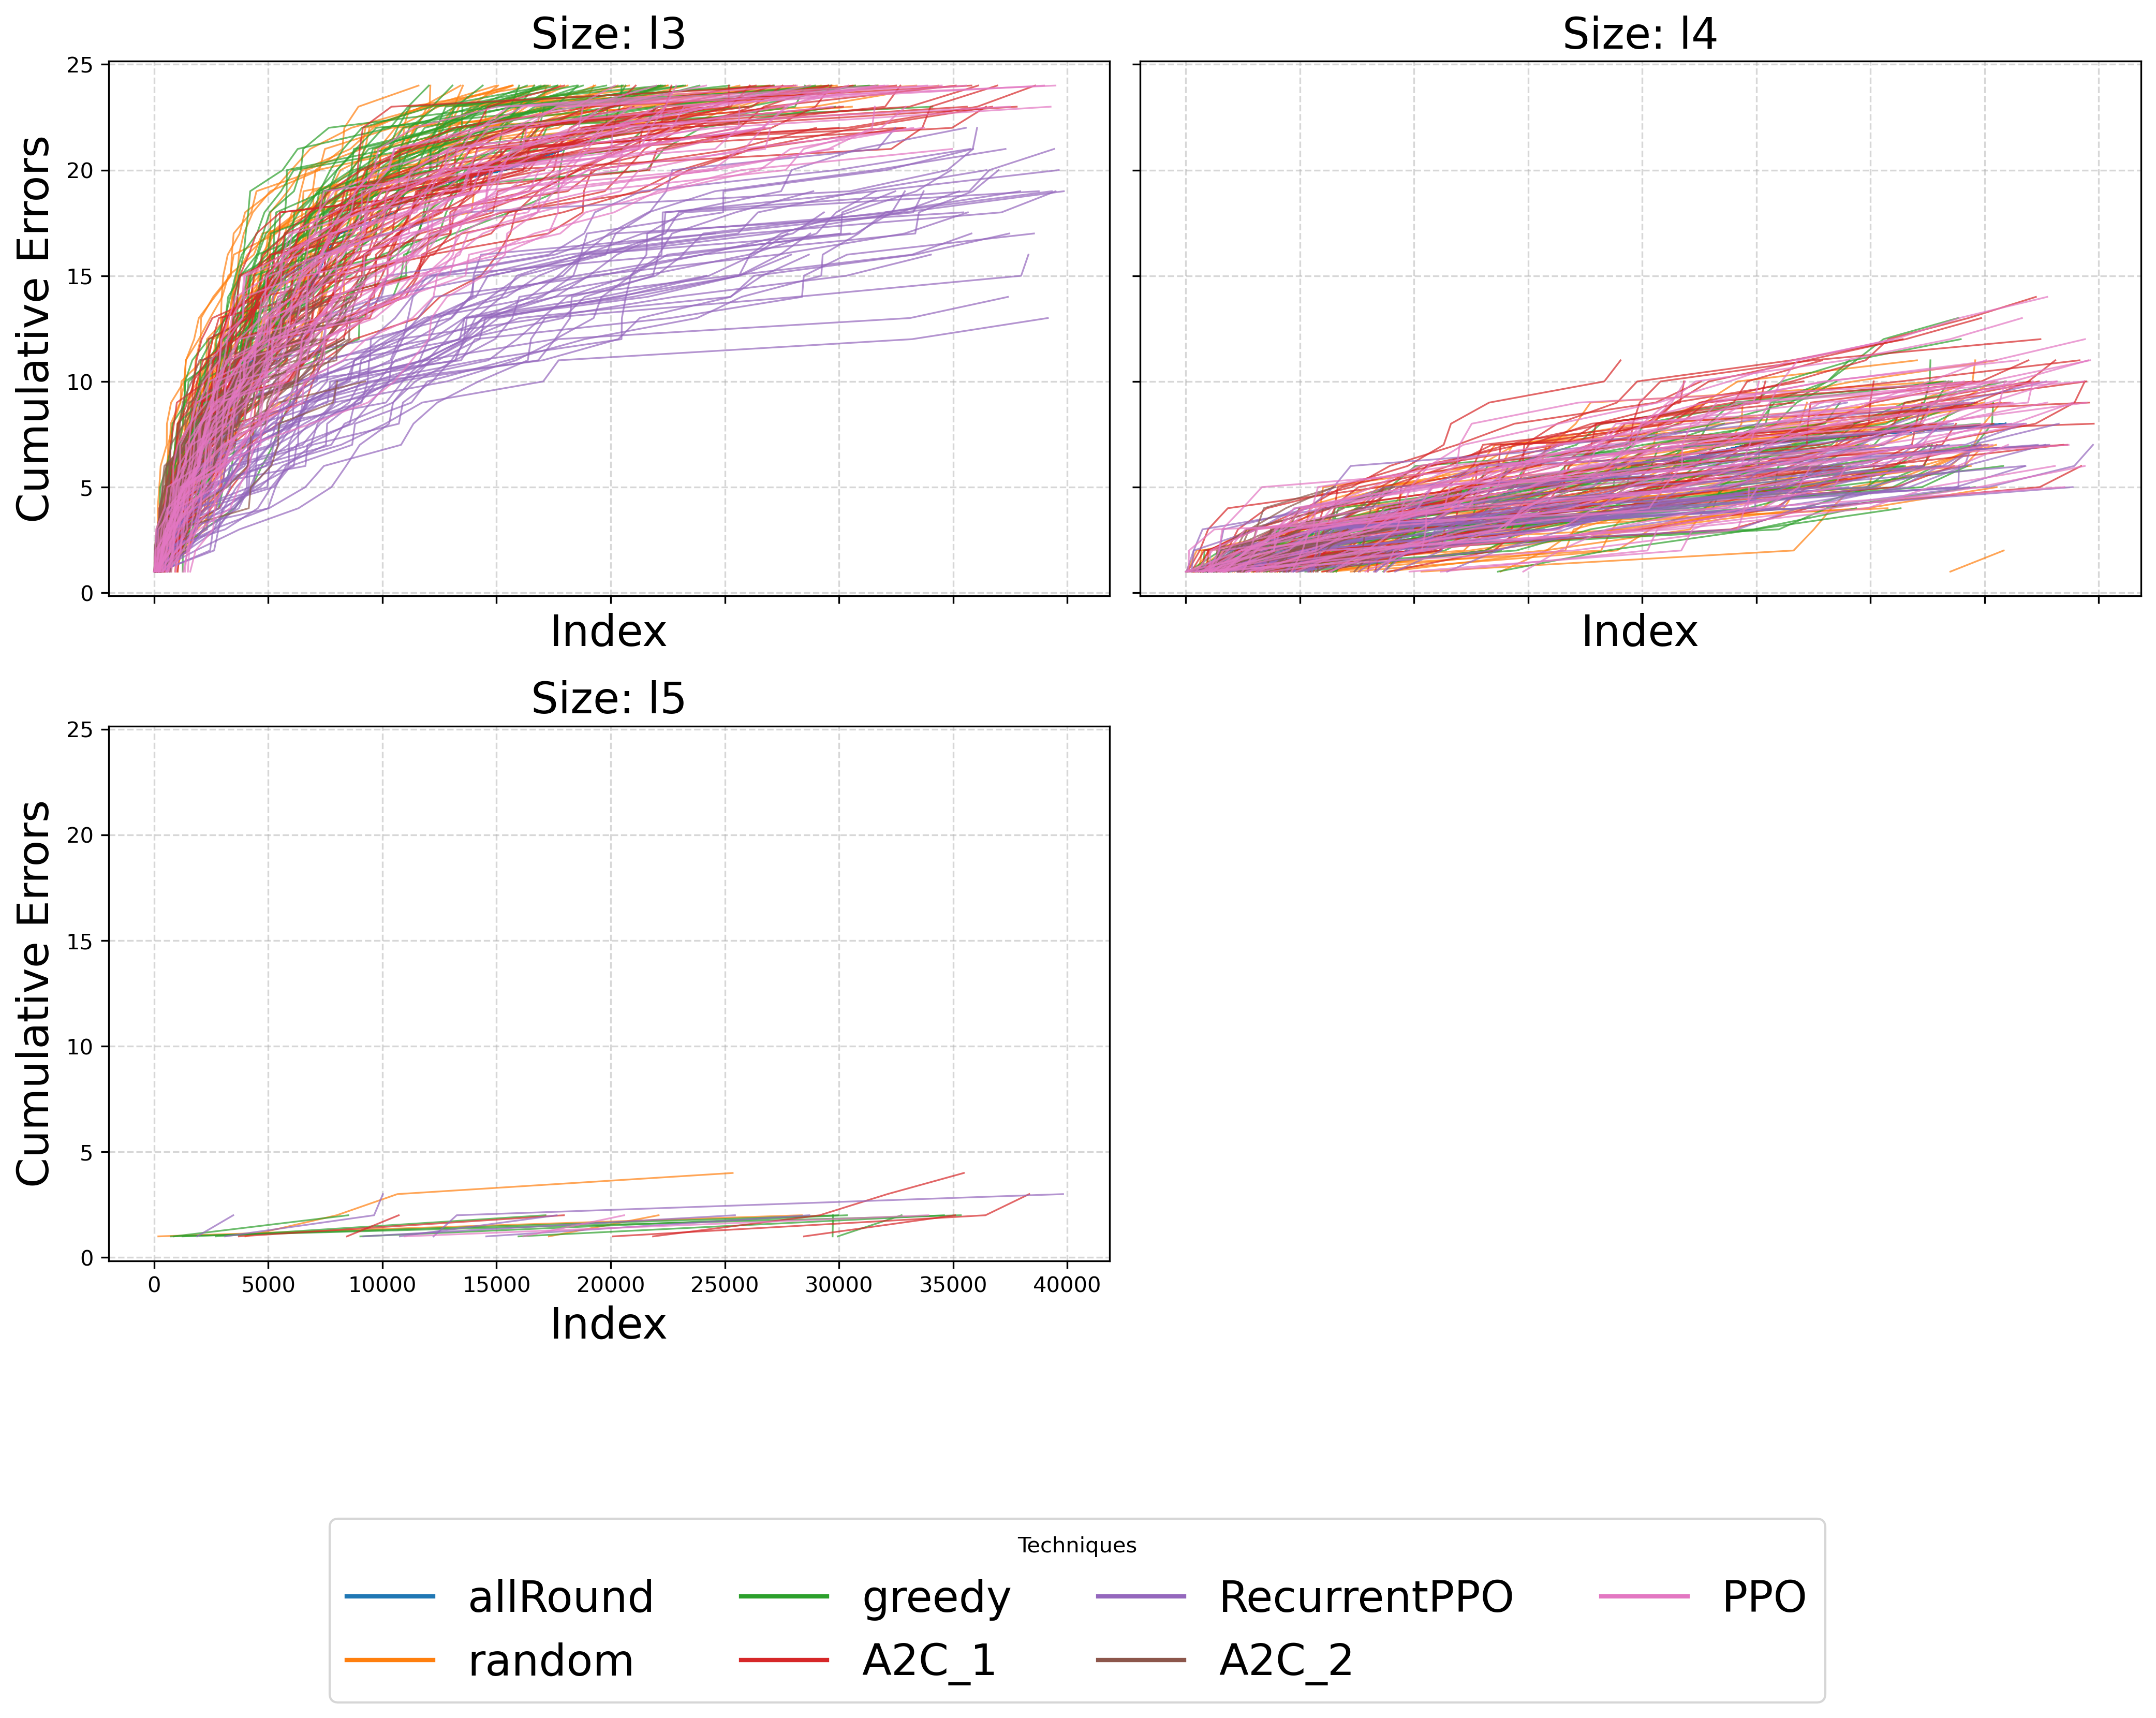 Size: l3
Size: l4
25
20
15
10
5
0
Cumulative Errors
Index
Index
Size: l5
25
20
15
10
5
0
Cumulative Errors
0 5000 10000 15000 20000 25000 30000 35000 40000
Index
Techniques
allRound greedy RecurrentPPO PPO
random A2C_1 A2C_2